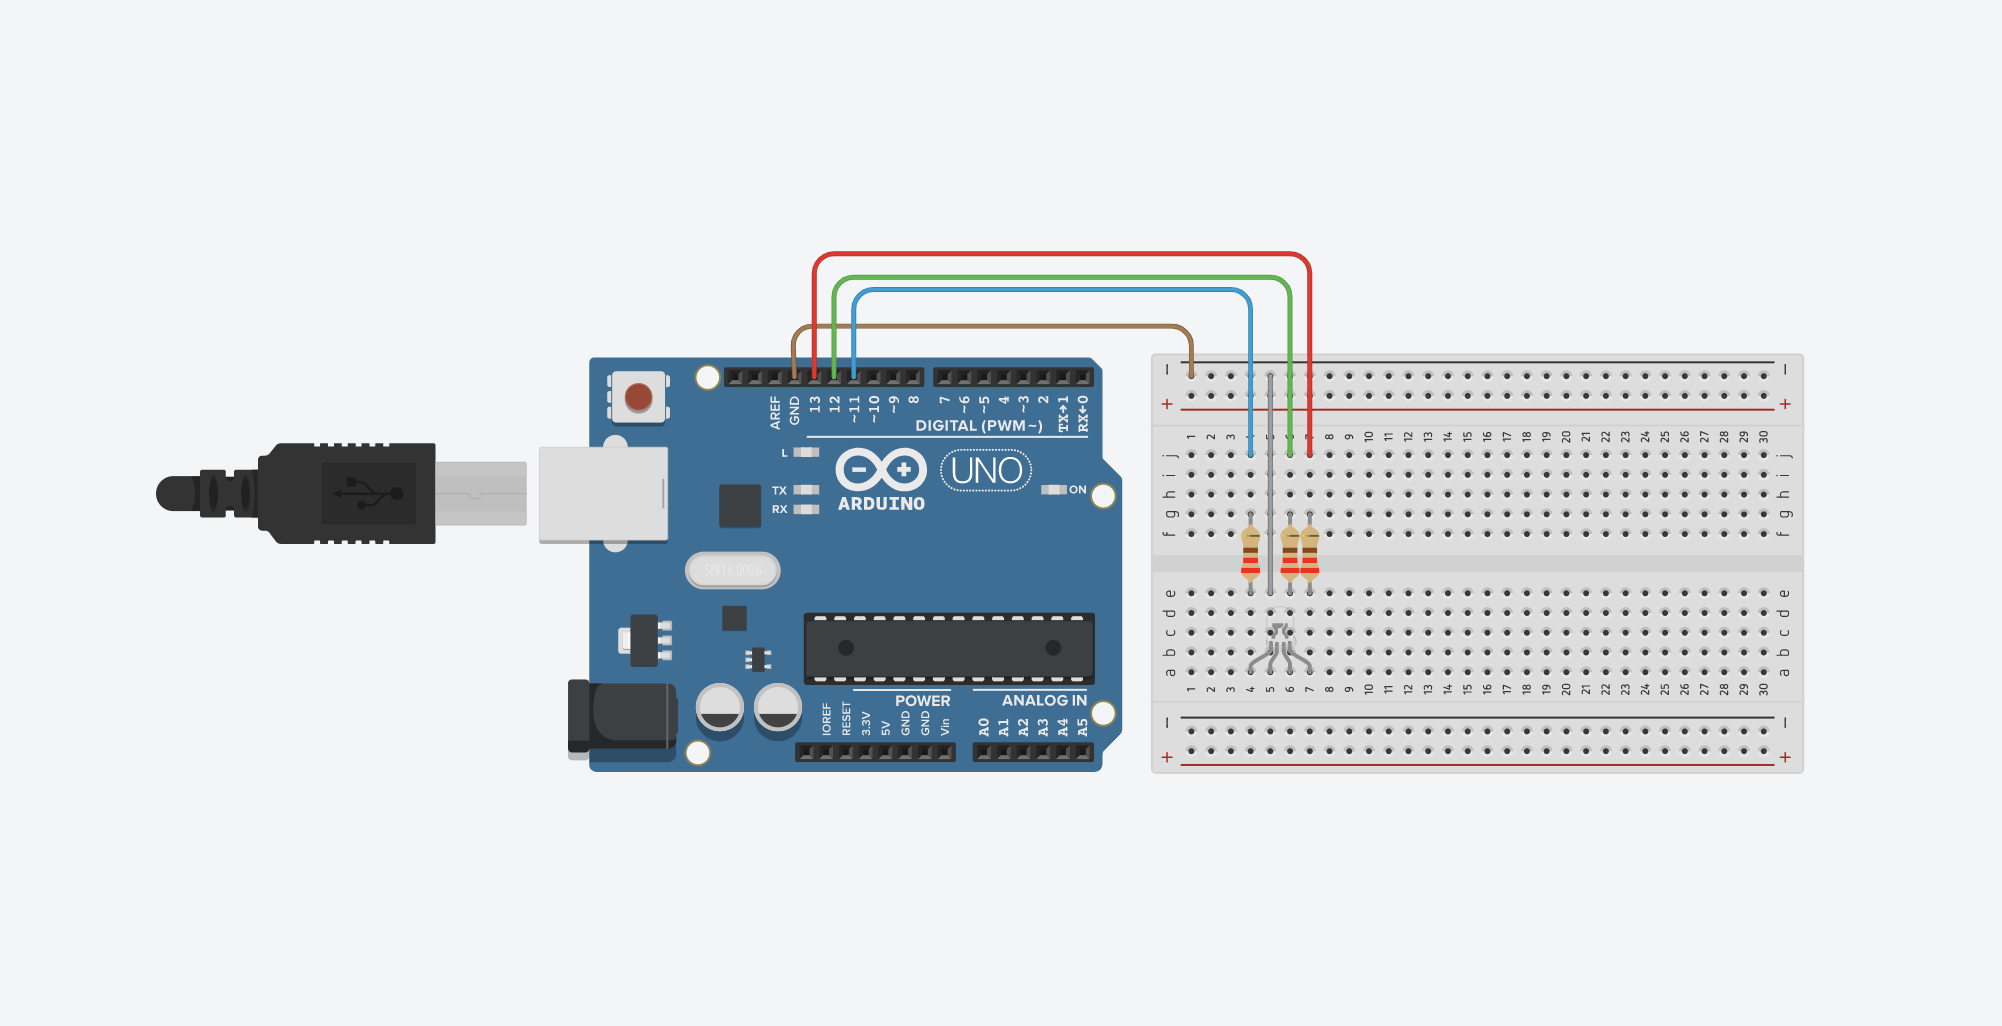 AREF
GND
13
12
~11
~10
~9
8
7
~6
~5
4
~3
2
TX→1
RX←0
DIGITAL (PWM~)
L
TX
RX
ARDUINO
UNO
ON
SPK16.000G
POWER
ANALOG IN
IOREF
RESET
3.3V
5V
GND
GND
Vin
A0
A1
A2
A3
A4
A5
− −
+ +
1 2 3 4 5 6 7 8 9 10 11 12 13 14 15 16 17 18 19 20 21 22 23 24 25 26 27 28 29 30
j j
i i
h h
g g
f f
e e
d d
c c
b b
a a
1 2 3 4 5 6 7 8 9 10 11 12 13 14 15 16 17 18 19 20 21 22 23 24 25 26 27 28 29 30
− −
+ +